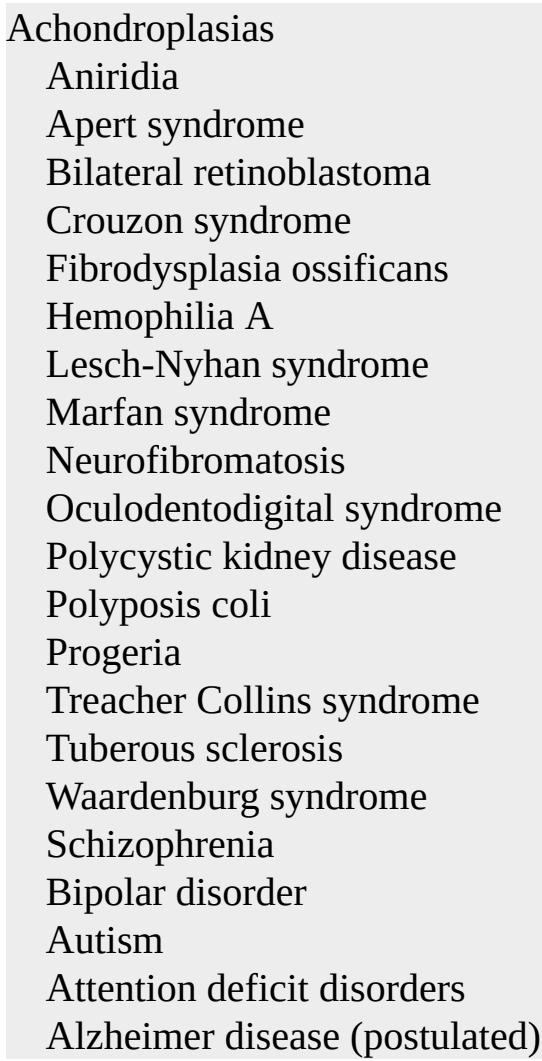 Achondroplasias
Aniridia
Apert syndrome
Bilateral retinoblastoma
Crouzon syndrome
Fibrodysplasia ossificans
Hemophilia A
Lesch-Nyhan syndrome
Marfan syndrome
Neurofibromatosis
Oculodentodigital syndrome
Polycystic kidney disease
Polyposis coli
Progeria
Treacher Collins syndrome
Tuberous sclerosis
Waardenburg syndrome
Schizophrenia
Bipolar disorder
Autism
Attention deficit disorders
Alzheimer disease (postulated)